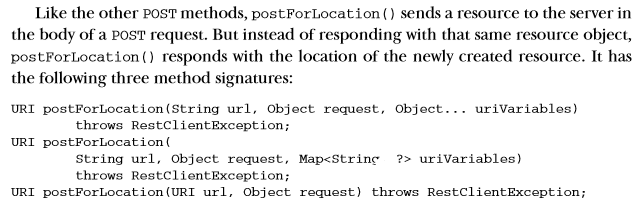 Like the other POST methods, postForLocation() sends a resource to the server in
the body of a POST request. But instead of responding with that same resource object,
postForLocation() responds with the location of the newly created resource. It has
the following three method signatures:
URI postForLocation(String url, Object request, Object... uriVariables)
throws RestClientException;
URI postForLocation(
String url, Object request, Map<String ?> uriVariables)
throws RestClientException;
URI postForLocation(URI url, Object request) throws RestClientException;